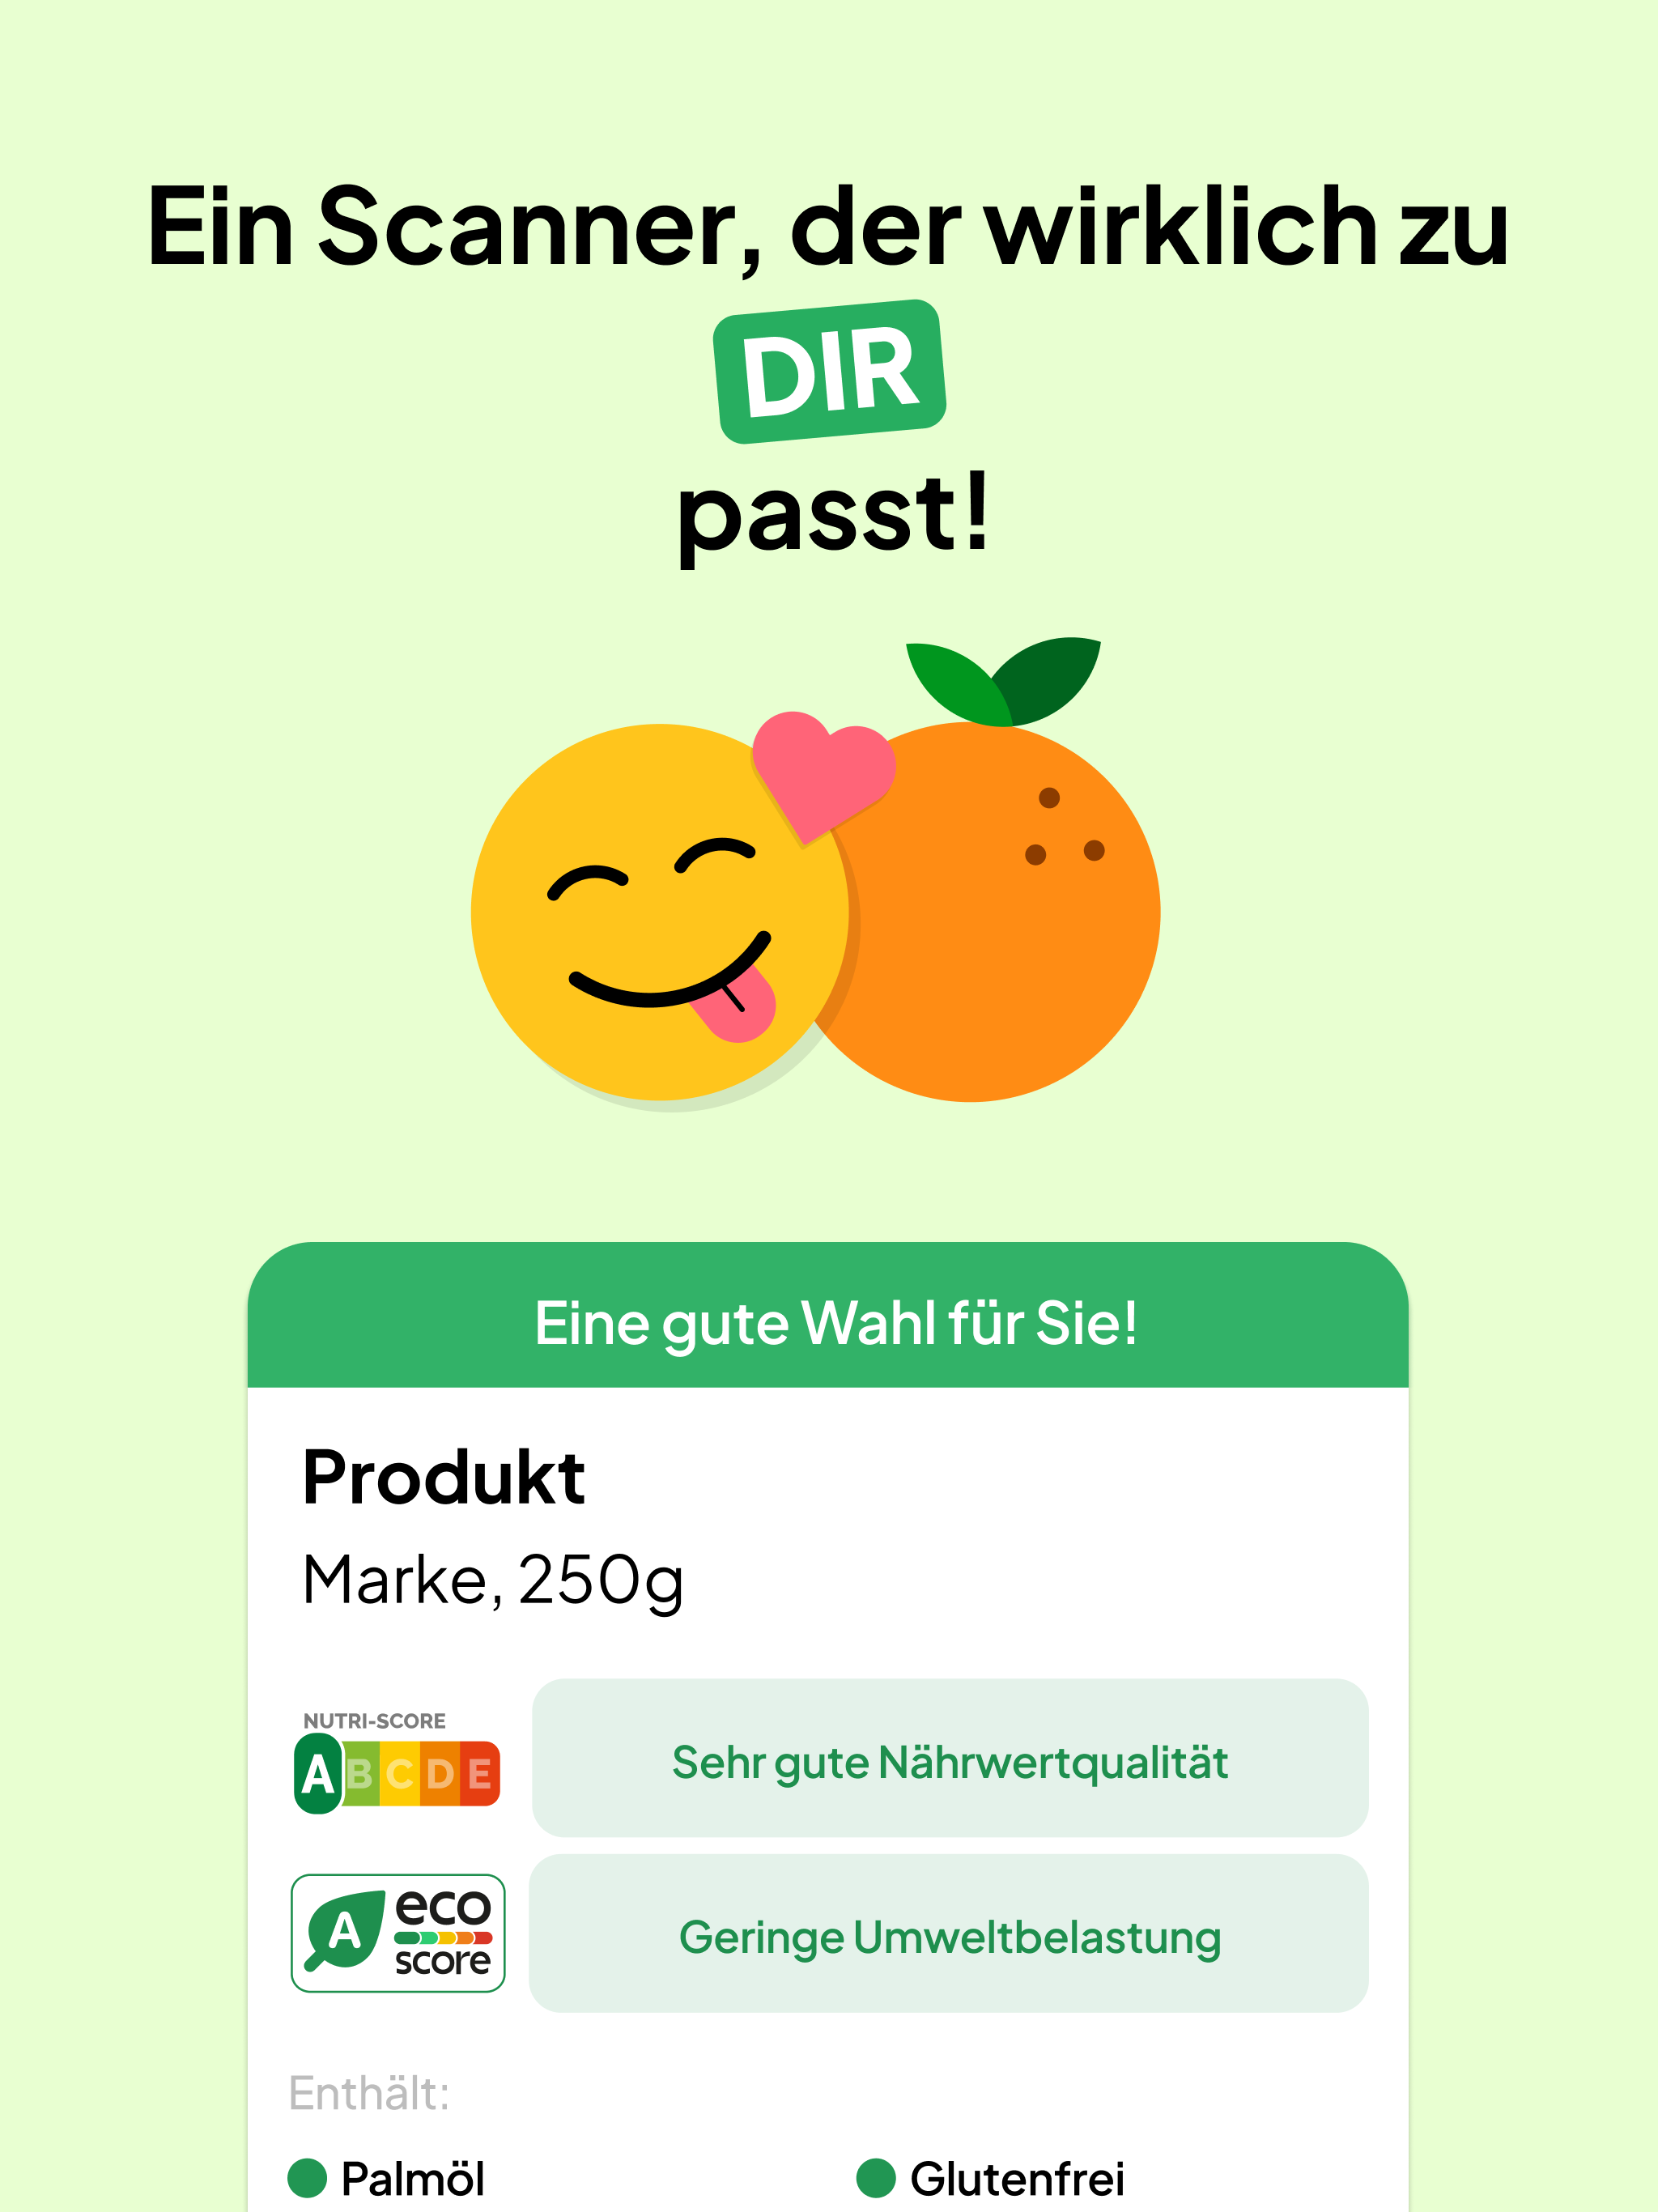 Ein Scanner, der wirklich zu
DIR
passt!
Eine gute Wahl für Sie!
Produkt
Marke, 250g
NUTRI-SCORE
A B C D E
Sehr gute Nährwertqualität
A
eco
score
Geringe Umweltbelastung
Enthält:
Palmöl
Glutenfrei